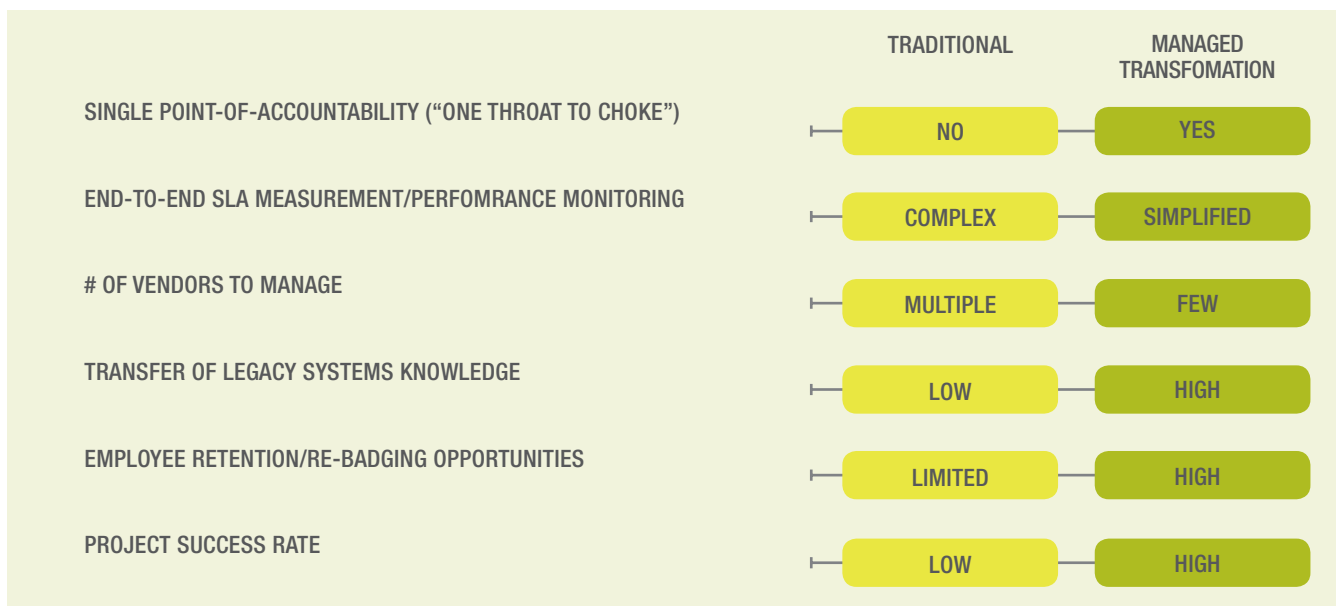 TRADITIONAL
MANAGED
TRANSFOMATION
SINGLE POINT-OF-ACCOUNTABILITY (“ONE THROAT TO CHOKE”)
NO
YES
END-TO-END SLA MEASUREMENT/PERFOMRANCE MONITORING
COMPLEX
SIMPLIFIED
# OF VENDORS TO MANAGE
MULTIPLE
FEW
TRANSFER OF LEGACY SYSTEMS KNOWLEDGE
LOW
HIGH
EMPLOYEE RETENTION/RE-BADGING OPPORTUNITIES
LIMITED
HIGH
PROJECT SUCCESS RATE
LOW
HIGH